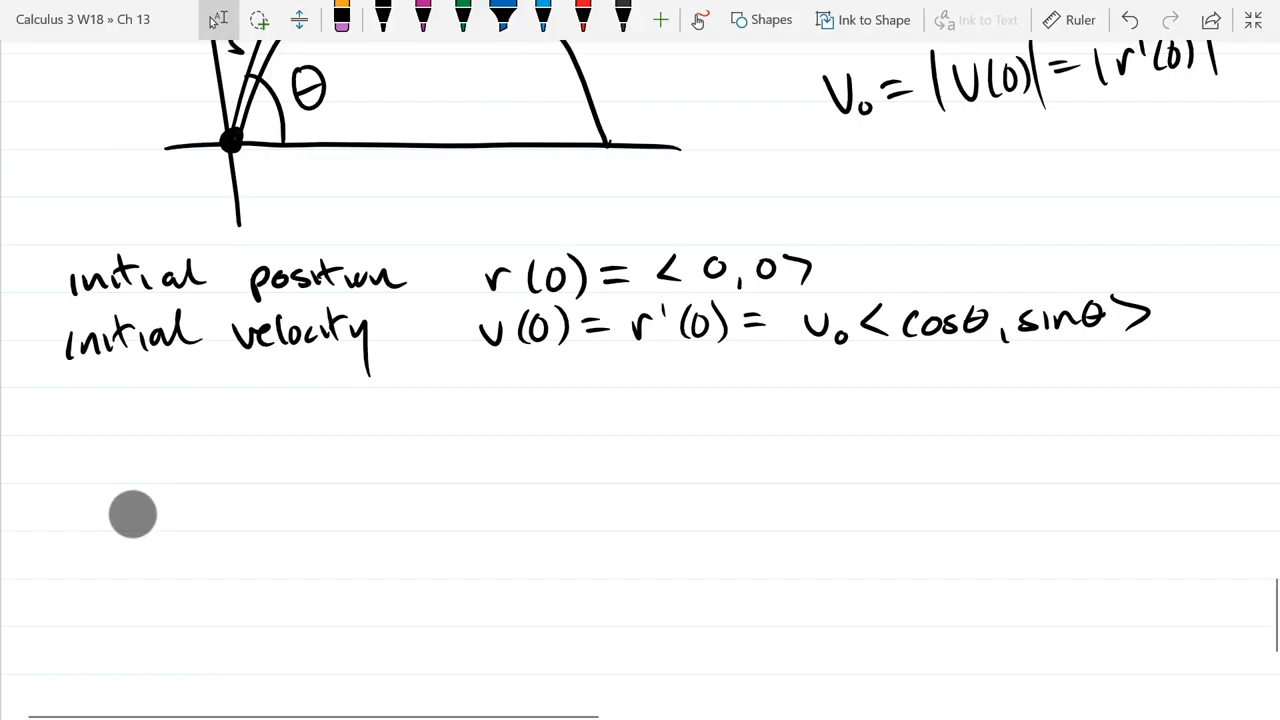 Calculus 3 W18 » Ch 13
Shapes Ink to Shape Ink to Text Ruler
θ
V₀ = |V(0)| = |r'(0)|
initial position r(0) = <0,0>
initial velocity v(0) = r'(0) = v₀ <cosθ, sinθ>